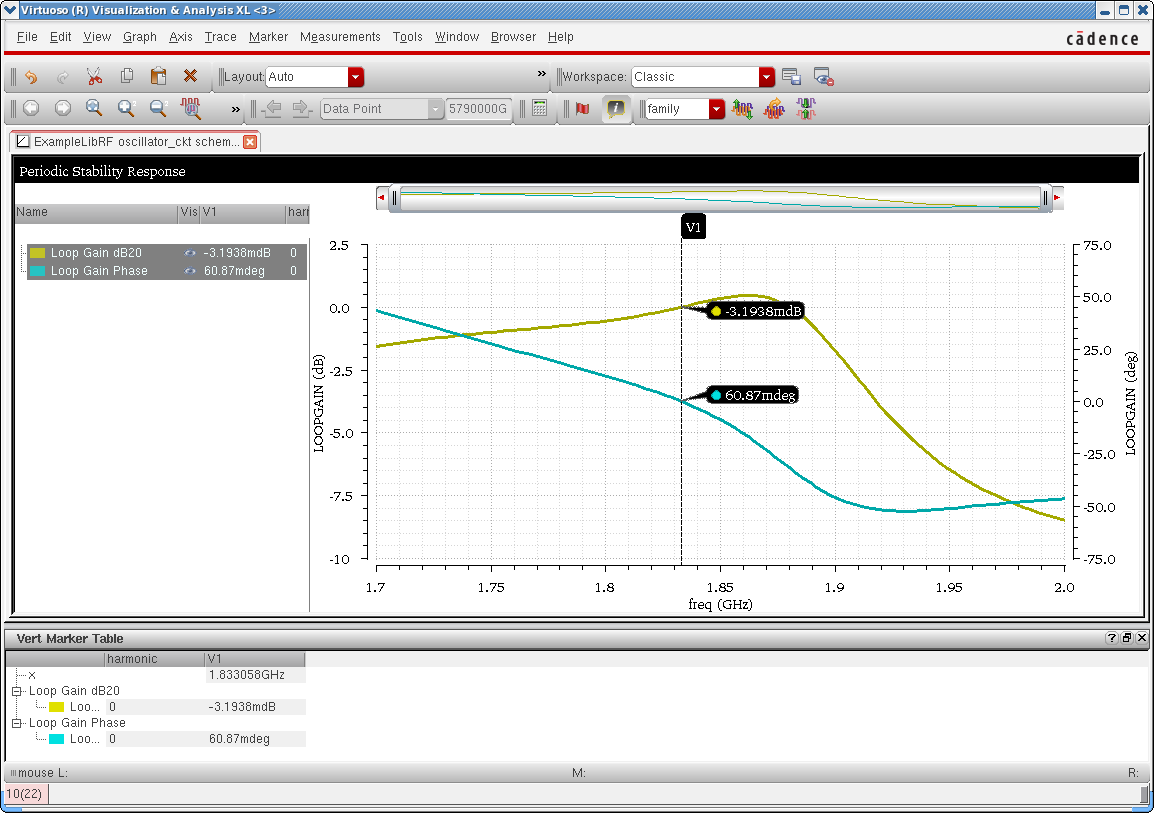 Virtuoso (R) Visualization & Analysis XL <3>
File Edit View Graph Axis Trace Marker Measurements Tools Window Browser Help
cādence
Layout: Auto » Workspace: Classic
» Data Point 5790000G family
ExampleLibRF oscillator_ckt schem...
Periodic Stability Response
Name Vis V1 harr
Loop Gain dB20 -3.1938mdB 0
Loop Gain Phase 60.87mdeg 0
V1
2.5
0.0
-2.5
-5.0
-7.5
-10
LOOPGAIN (dB)
-3.1938mdB
60.87mdeg
75.0
50.0
25.0
0.0
-25.0
-50.0
-75.0
LOOPGAIN (deg)
1.7 1.75 1.8 1.85 1.9 1.95 2.0
freq (GHz)
Vert Marker Table
harmonic V1
x 1.833058GHz
Loop Gain dB20
Loo... 0 -3.1938mdB
Loop Gain Phase
Loo... 0 60.87mdeg
mouse L: M: R:
10(22)